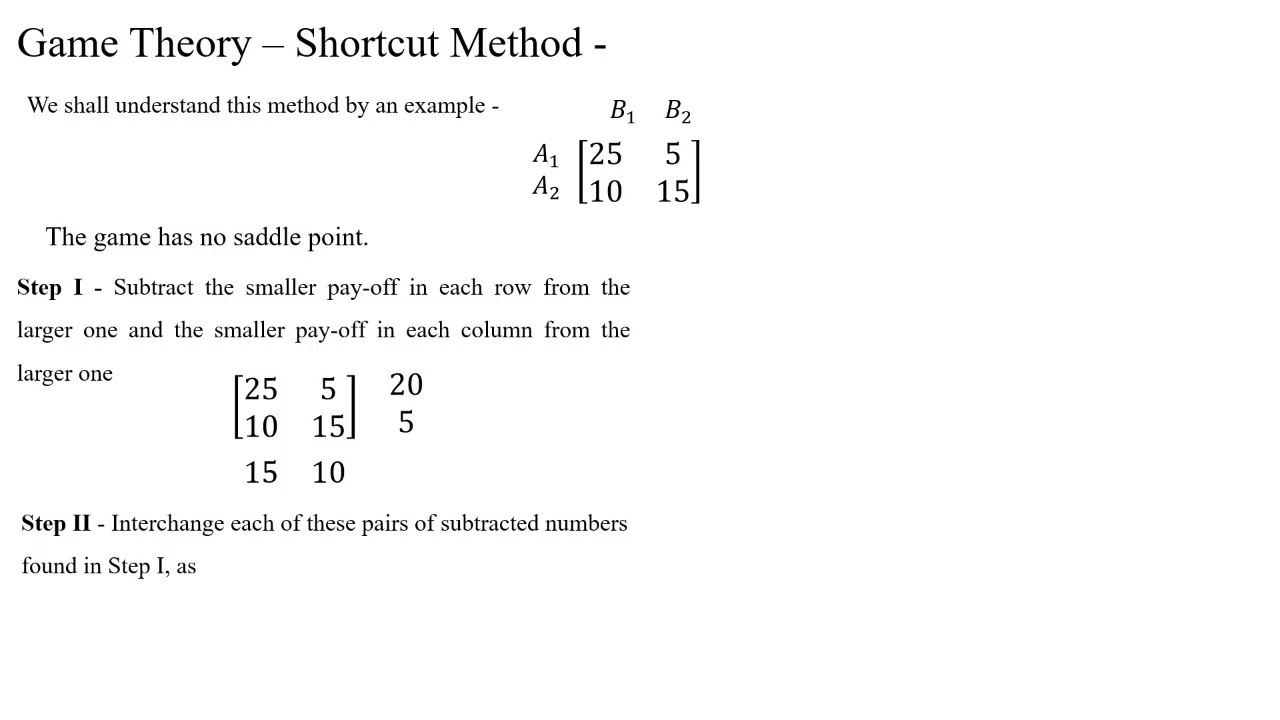 Game Theory – Shortcut Method -
We shall understand this method by an example -
B₁ B₂
A₁ [25 5]
A₂ [10 15]
The game has no saddle point.
Step I - Subtract the smaller pay-off in each row from the
larger one and the smaller pay-off in each column from the
larger one
[25 5] 20
[10 15] 5
15 10
Step II - Interchange each of these pairs of subtracted numbers
found in Step I, as